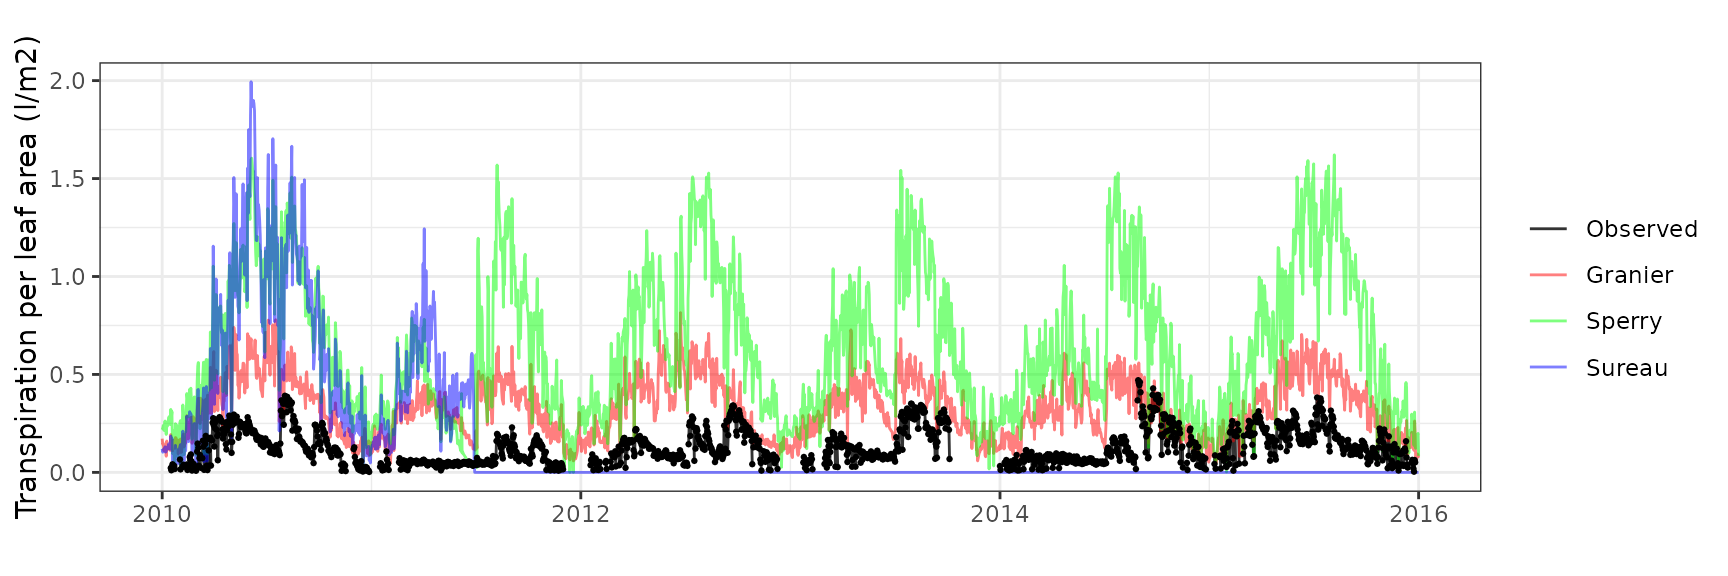 Transpiration per leaf area (l/m2)
2.0
1.5
1.0
0.5
0.0
2010
2012
2014
2016
Observed
Granier
Sperry
Sureau